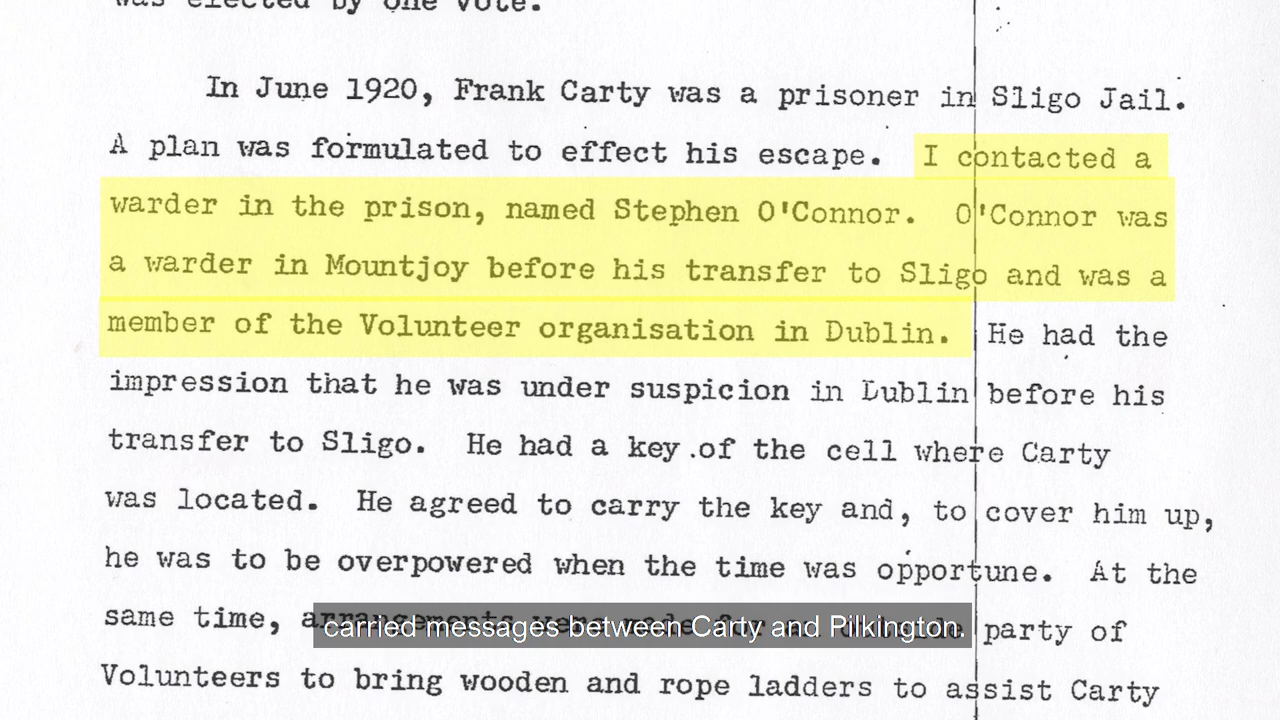 was elected by one vote.
In June 1920, Frank Carty was a prisoner in Sligo Jail.
A plan was formulated to effect his escape. I contacted a
warder in the prison, named Stephen O'Connor. O'Connor was
a warder in Mountjoy before his transfer to Sligo and was a
member of the Volunteer organisation in Dublin. He had the
impression that he was under suspicion in Dublin before his
transfer to Sligo. He had a key of the cell where Carty
was located. He agreed to carry the key and, to cover him up,
he was to be overpowered when the time was opportune. At the
same time, arrangements were made for an outside party of
carried messages between Carty and Pilkington.
Volunteers to bring wooden and rope ladders to assist Carty